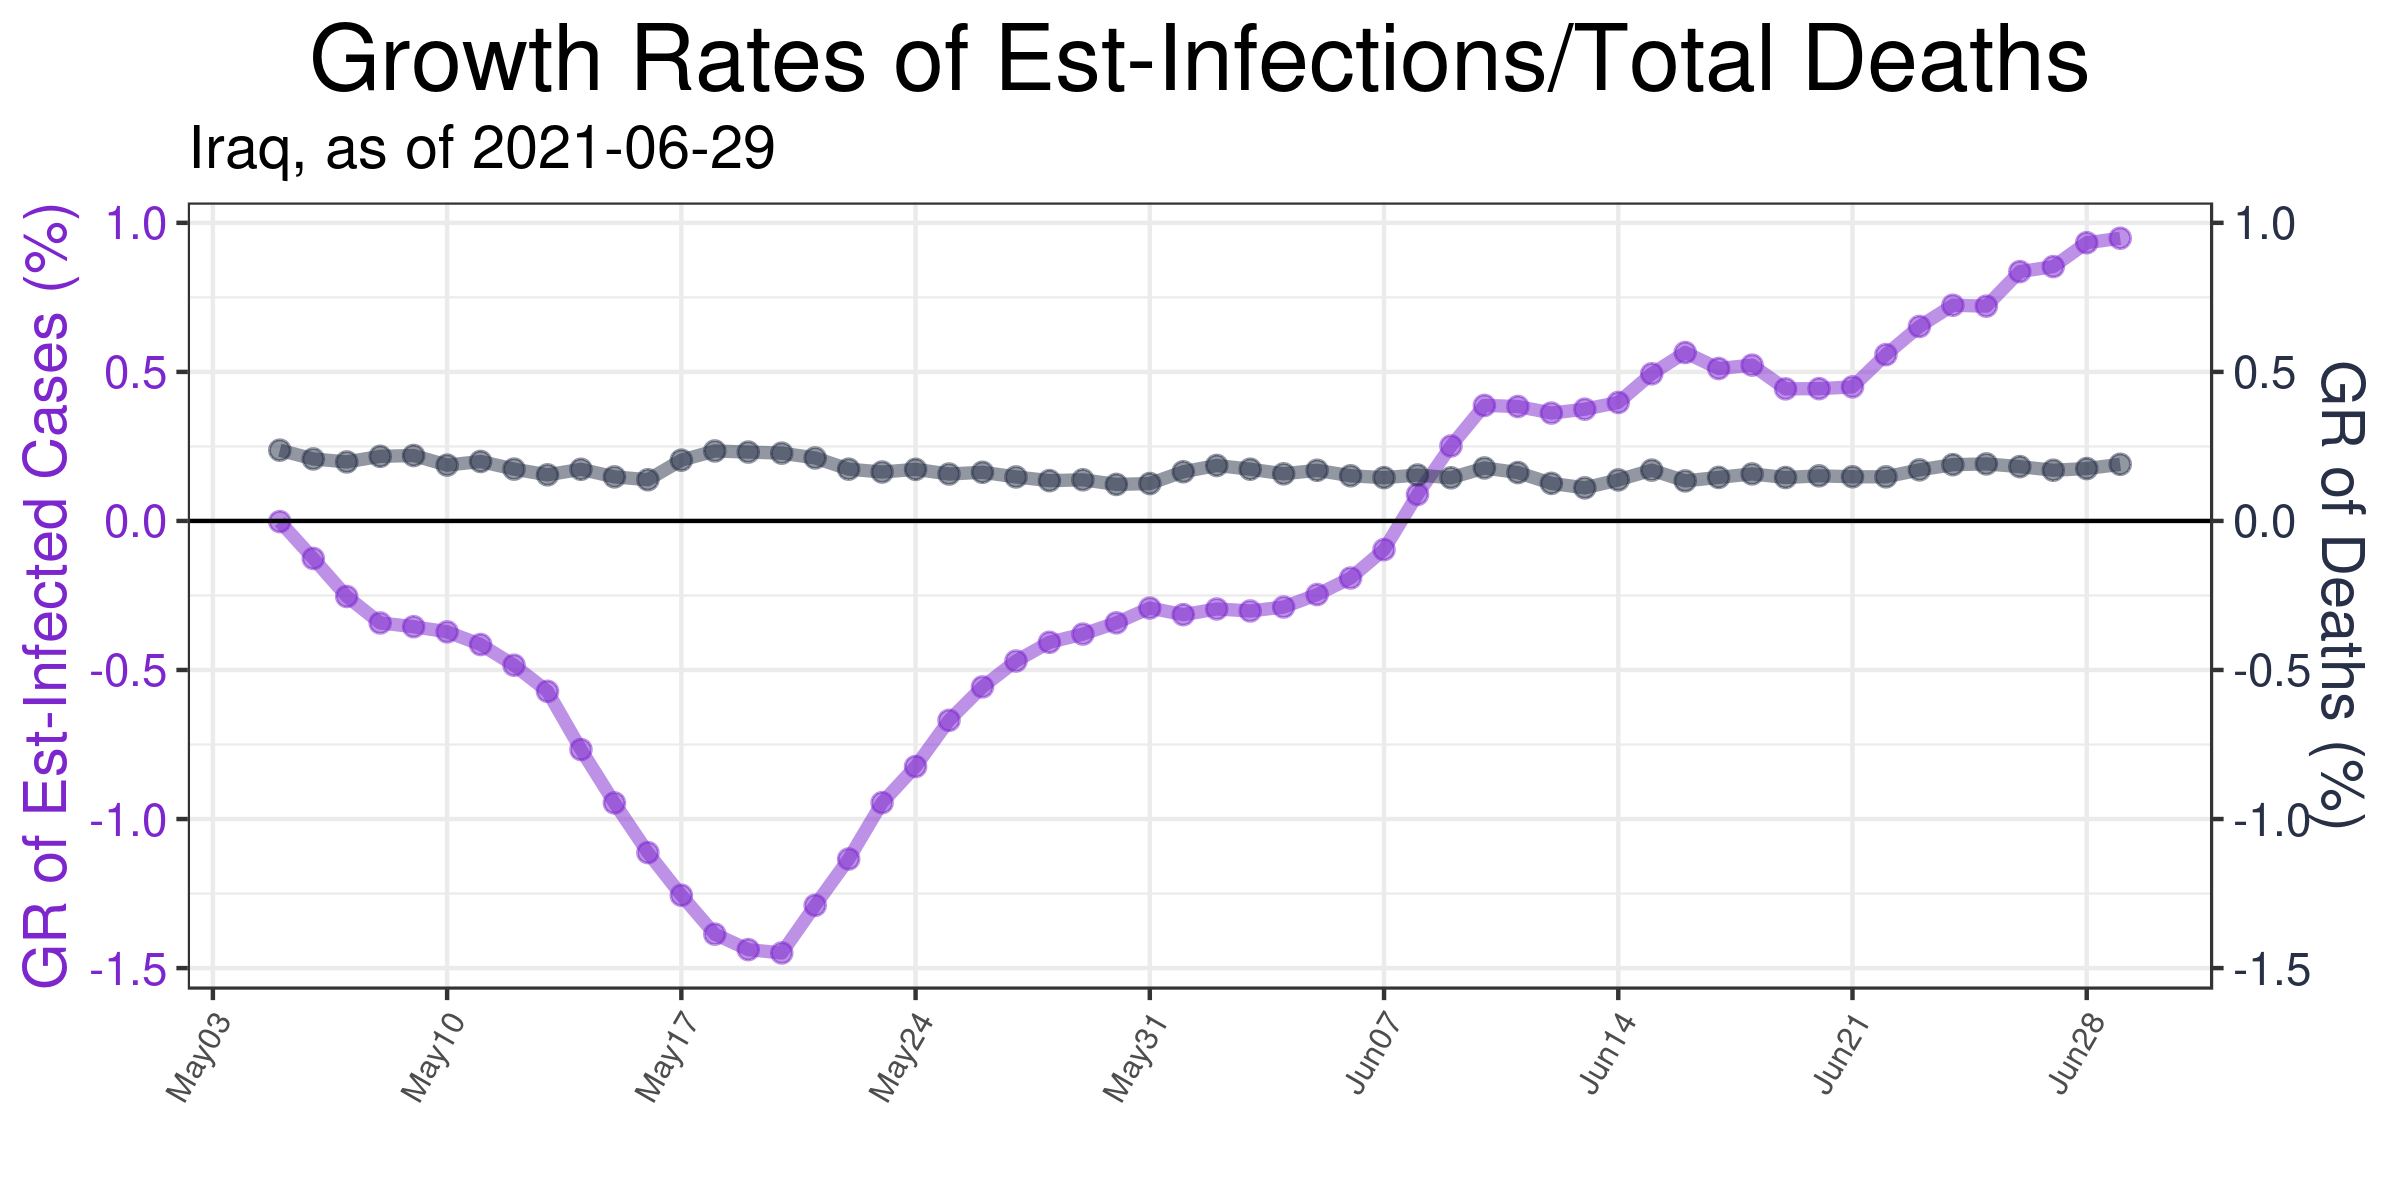 Growth Rates of Est-Infections/Total Deaths
Iraq, as of 2021-06-29
GR of Est-Infected Cases (%)
1.0
0.5
0.0
-0.5
-1.0
-1.5
1.0
0.5
0.0
-0.5
-1.0
-1.5
GR of Deaths (%)
May03
May10
May17
May24
May31
Jun07
Jun14
Jun21
Jun28